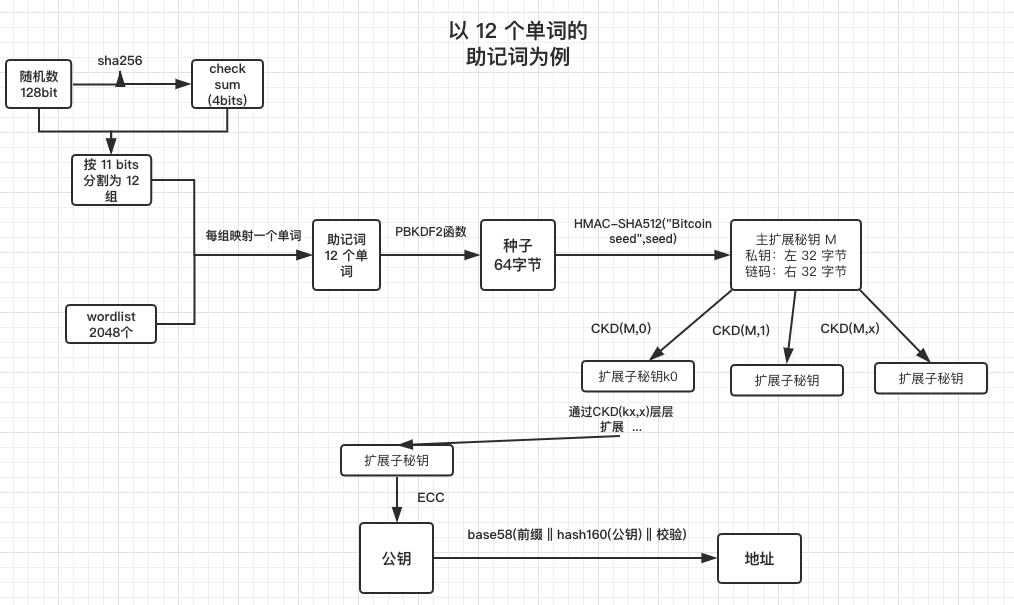 以 12 个单词的
助记词为例
随机数
128bit
sha256
check
sum
(4bits)
按 11 bits
分割为 12
组
每组映射一个单词
wordlist
2048个
助记词
12 个单
词
PBKDF2函数
种子
64字节
HMAC-SHA512("Bitcoin
seed",seed)
主扩展秘钥 M
私钥：左 32 字节
链码：右 32 字节
CKD(M,0)
CKD(M,1)
CKD(M,x)
扩展子秘钥k0
扩展子秘钥
扩展子秘钥
通过CKD(kx,x)层层
扩展 ...
扩展子秘钥
ECC
公钥
base58(前缀 || hash160(公钥) || 校验)
地址